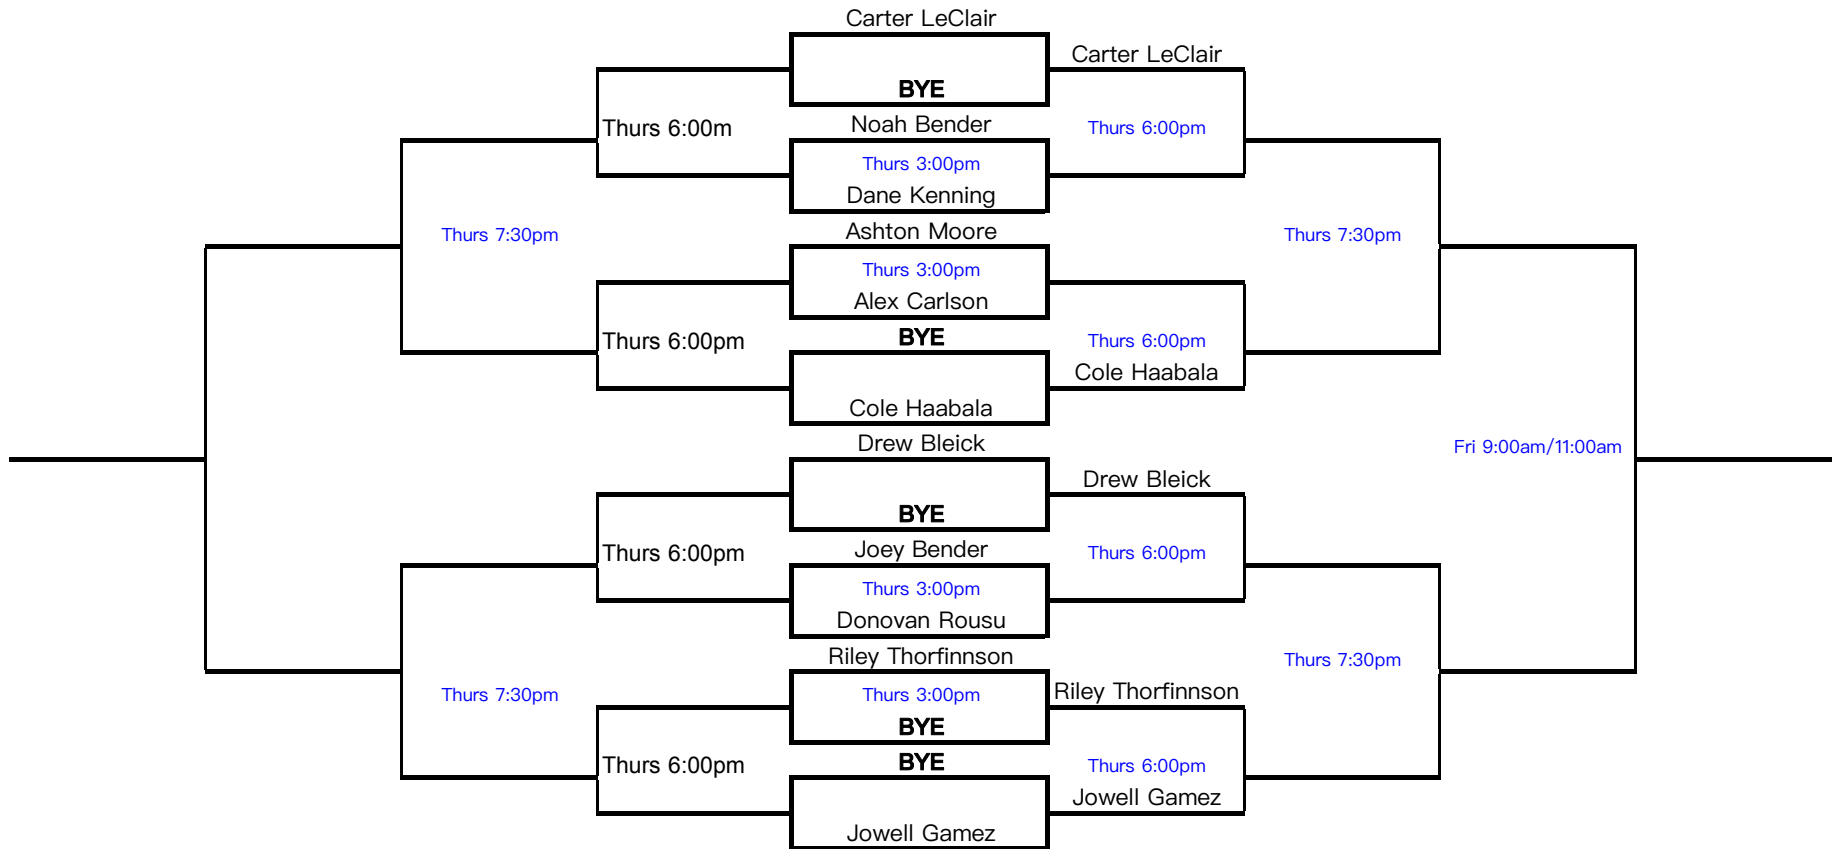 Carter LeClair
Carter LeClair
BYE
Thurs 6:00m
Noah Bender
Thurs 6:00pm
Thurs 3:00pm
Dane Kenning
Thurs 7:30pm
Ashton Moore
Thurs 7:30pm
Thurs 3:00pm
Alex Carlson
Thurs 6:00pm
BYE
Thurs 6:00pm
Cole Haabala
Cole Haabala
Drew Bleick
Fri 9:00am/11:00am
Drew Bleick
BYE
Thurs 6:00pm
Joey Bender
Thurs 6:00pm
Thurs 3:00pm
Donovan Rousu
Riley Thorfinnson
Thurs 7:30pm
Thurs 7:30pm
Thurs 3:00pm
Riley Thorfinnson
BYE
Thurs 6:00pm
BYE
Thurs 6:00pm
Jowell Gamez
Jowell Gamez